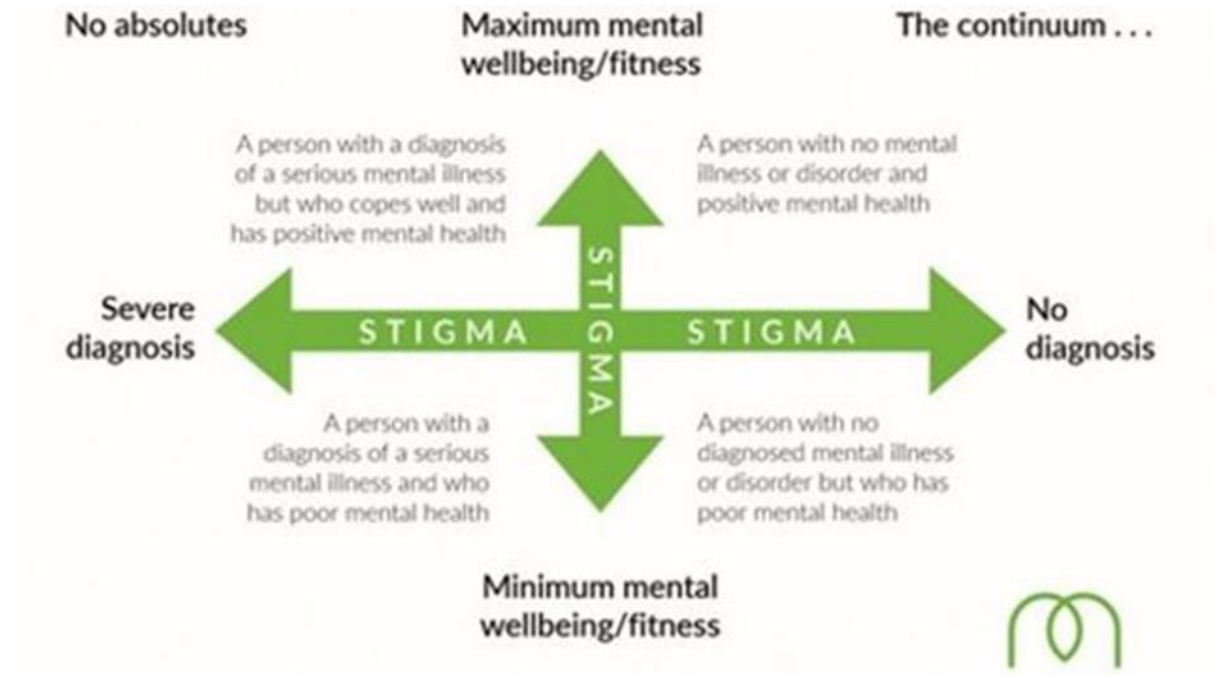 No absolutes
Maximum mental
wellbeing/fitness
The continuum . . .
A person with a diagnosis
of a serious mental illness
but who copes well and
has positive mental health
A person with no mental
illness or disorder and
positive mental health
Severe
diagnosis
STIGMA
STIGMA
STIGMA
No
diagnosis
A person with a
diagnosis of a serious
mental illness and who
has poor mental health
A person with no
diagnosed mental illness
or disorder but who has
poor mental health
Minimum mental
wellbeing/fitness